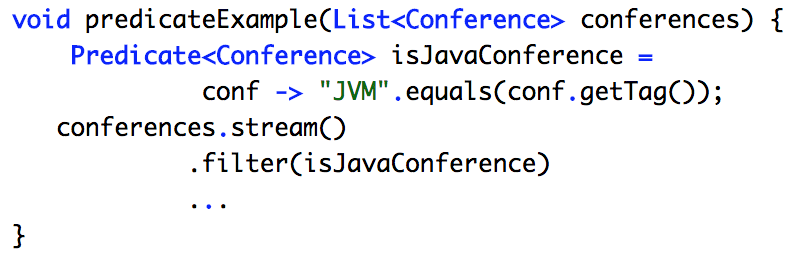 void predicateExample(List<Conference> conferences) {
    Predicate<Conference> isJavaConference =
            conf -> "JVM".equals(conf.getTag());
   conferences.stream()
            .filter(isJavaConference)
            ...
}